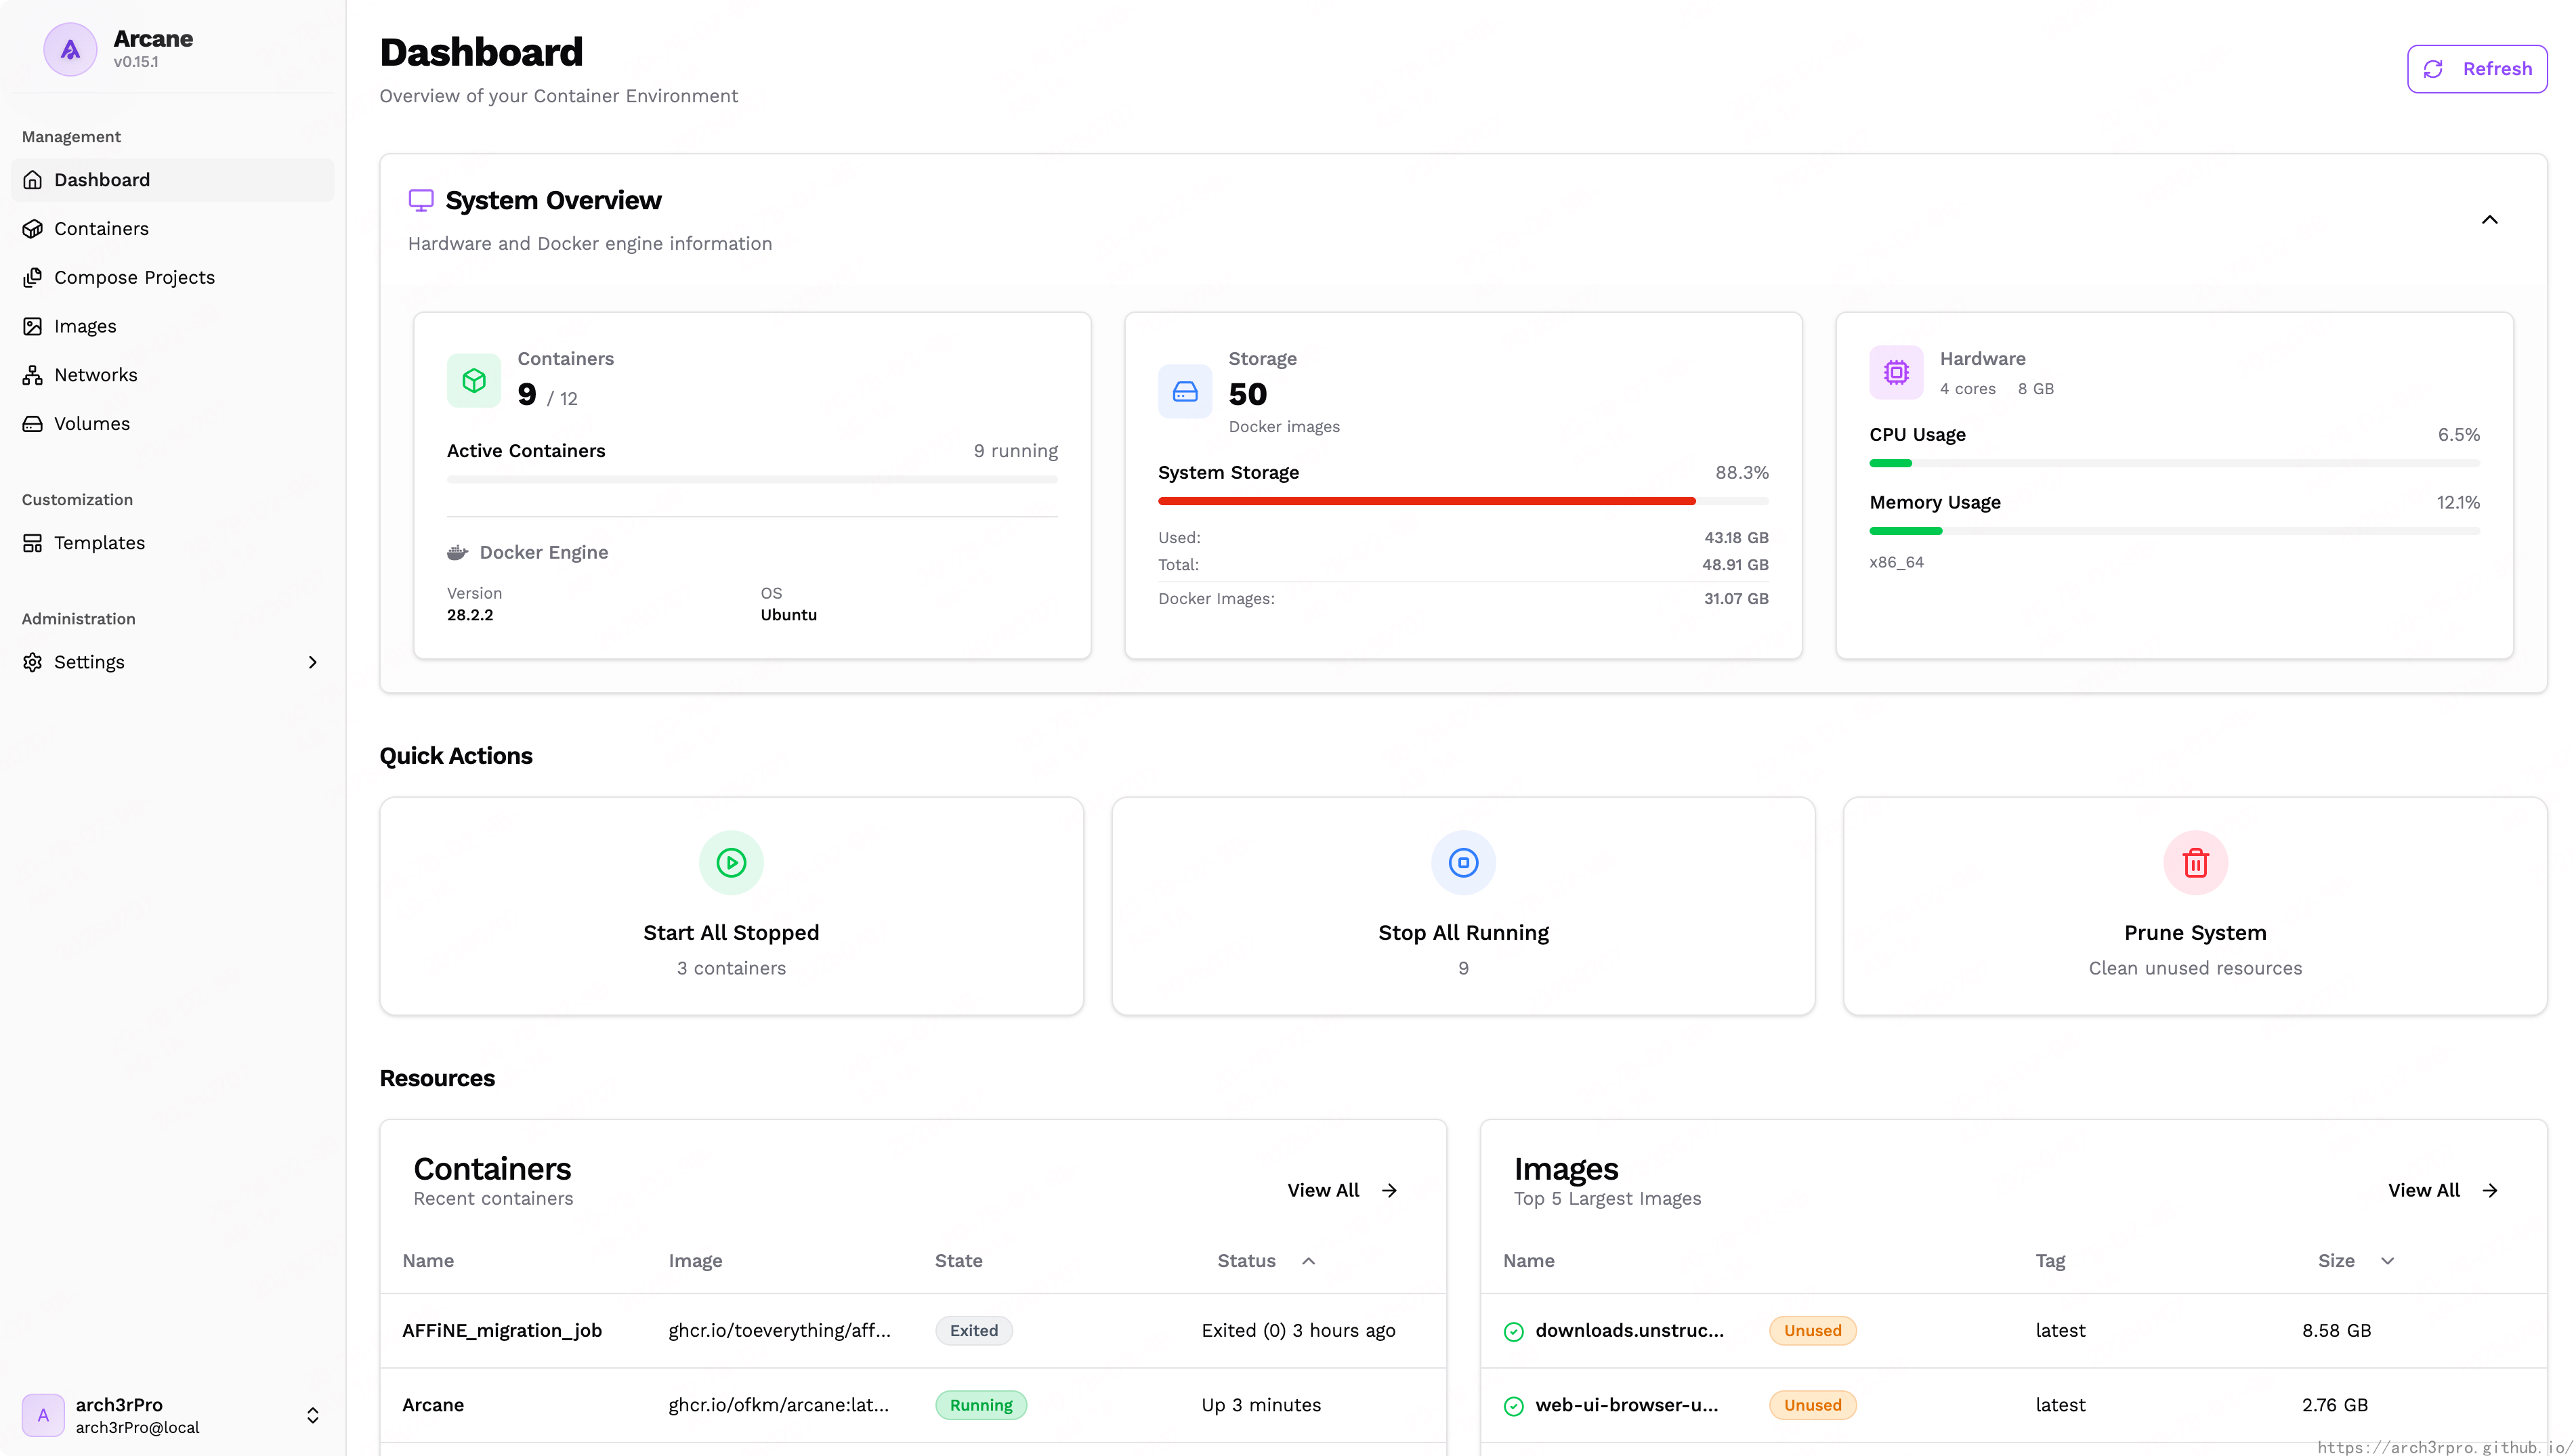 Arcane
v0.15.1
Management
Dashboard
Containers
Compose Projects
Images
Networks
Volumes
Customization
Templates
Administration
Settings
A
arch3rPro
arch3rPro@local
Dashboard
Overview of your Container Environment
Refresh
System Overview
Hardware and Docker engine information
Containers
9 / 12
Active Containers 9 running
Docker Engine
Version OS
28.2.2 Ubuntu
Storage
50
Docker images
System Storage 88.3%
Used: 43.18 GB
Total: 48.91 GB
Docker Images: 31.07 GB
Hardware
4 cores 8 GB
CPU Usage 6.5%
Memory Usage 12.1%
x86_64
Quick Actions
Start All Stopped
3 containers
Stop All Running
9
Prune System
Clean unused resources
Resources
Containers
Recent containers
View All
Name Image State Status
AFFiNE_migration_job ghcr.io/toeverything/aff... Exited Exited (0) 3 hours ago
Arcane ghcr.io/ofkm/arcane:lat... Running Up 3 minutes
Images
Top 5 Largest Images
View All
Name Tag Size
downloads.unstruc... Unused latest 8.58 GB
web-ui-browser-u... Unused latest 2.76 GB
https://arch3rpro.github.io/